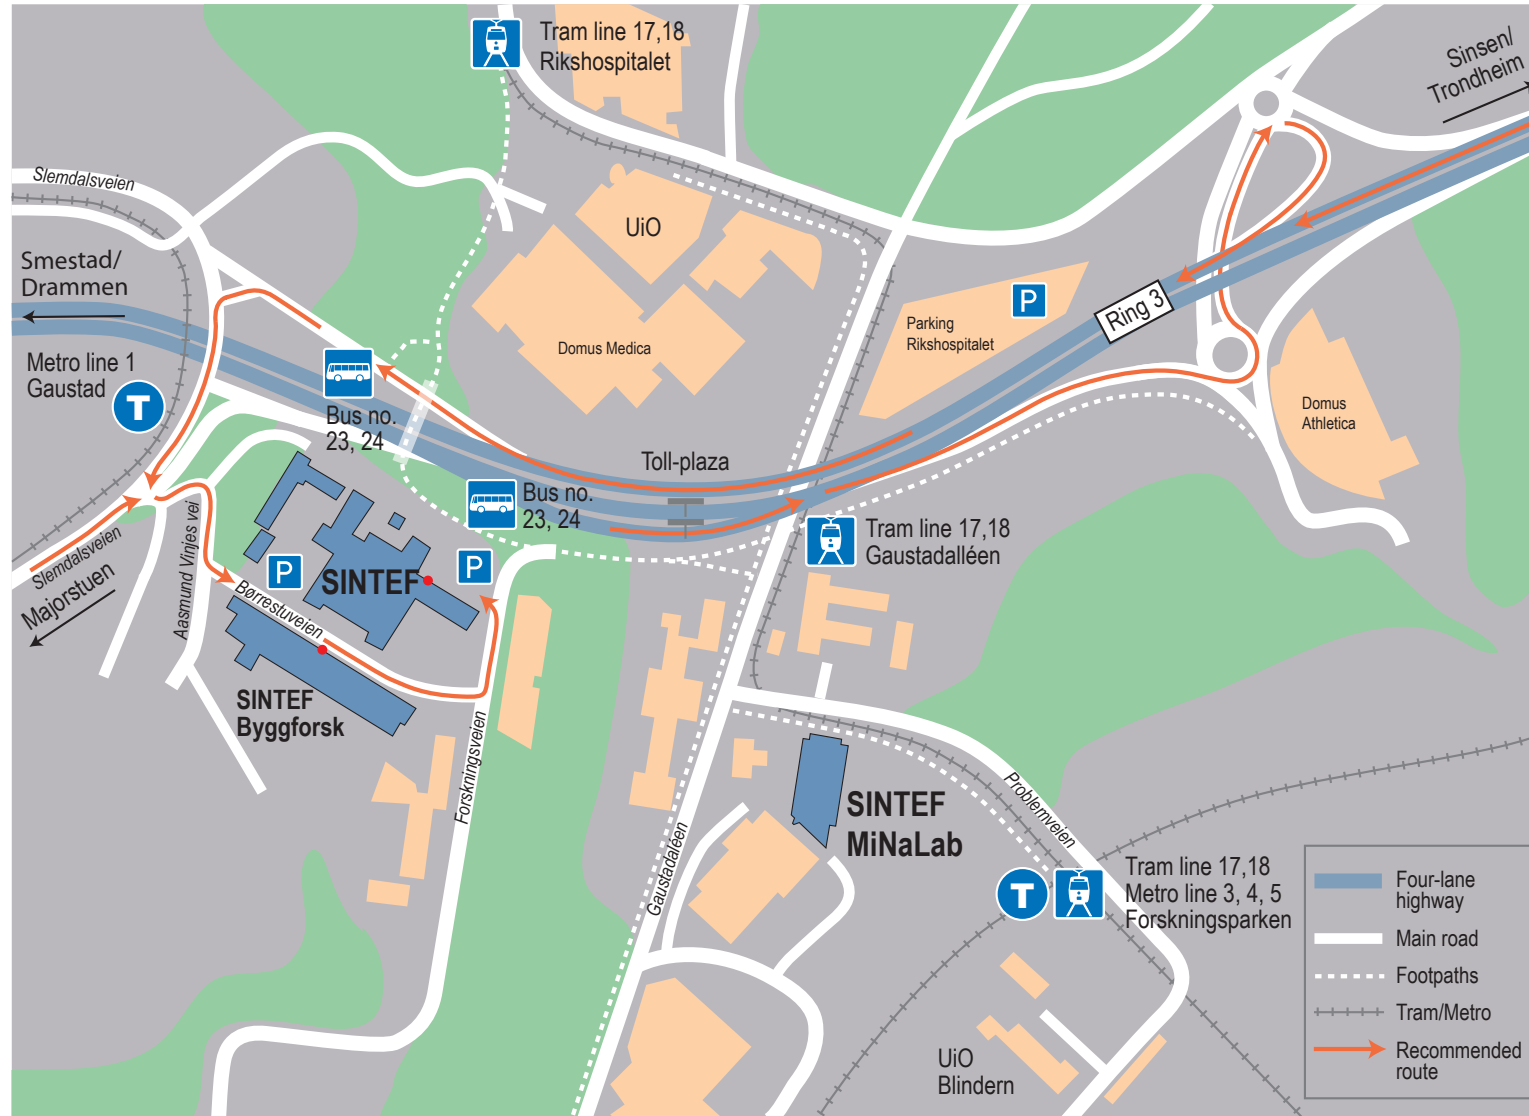 Tram line 17,18
Rikshospitalet
Sinsen/
Trondheim
Slemdalsveien
UiO
Smestad/
Drammen
Ring 3
P
Parking
Rikshospitalet
Domus Medica
Metro line 1
Gaustad
T
Bus no.
23, 24
Domus
Athletica
Toll-plaza
Bus no.
23, 24
Tram line 17,18
Gaustadalléen
Slemdalsveien
Majorstuen
Aasmund Vinjes vei
P
SINTEF
P
Børrestuveien
SINTEF
Byggforsk
Forskningsveien
Gaustadaléen
SINTEF
MiNaLab
Problemveien
T
Tram line 17,18
Metro line 3, 4, 5
Forskningsparken
UiO
Blindern
Four-lane
highway
Main road
Footpaths
Tram/Metro
Recommended
route